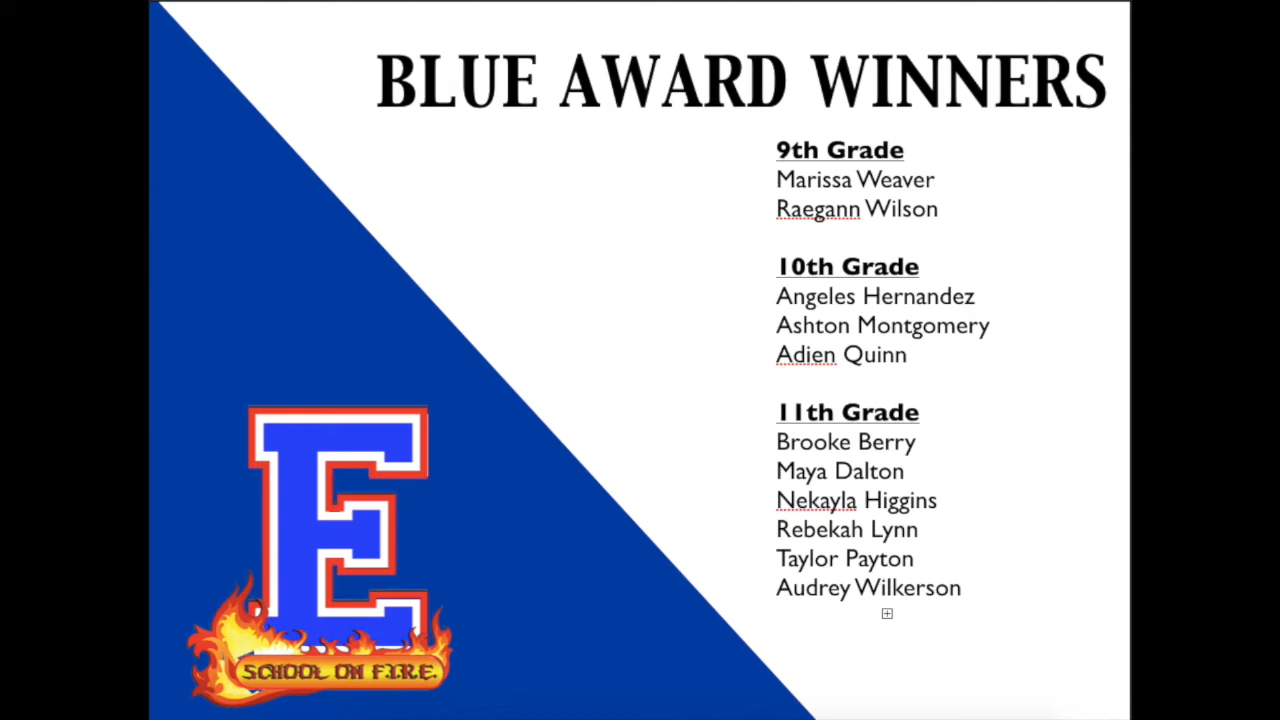 BLUE AWARD WINNERS
9th Grade
Marissa Weaver
Raegann Wilson
10th Grade
Angeles Hernandez
Ashton Montgomery
Adien Quinn
11th Grade
Brooke Berry
Maya Dalton
Nekayla Higgins
Rebekah Lynn
Taylor Payton
Audrey Wilkerson
E
SCHOOL ON F.I.R.E.